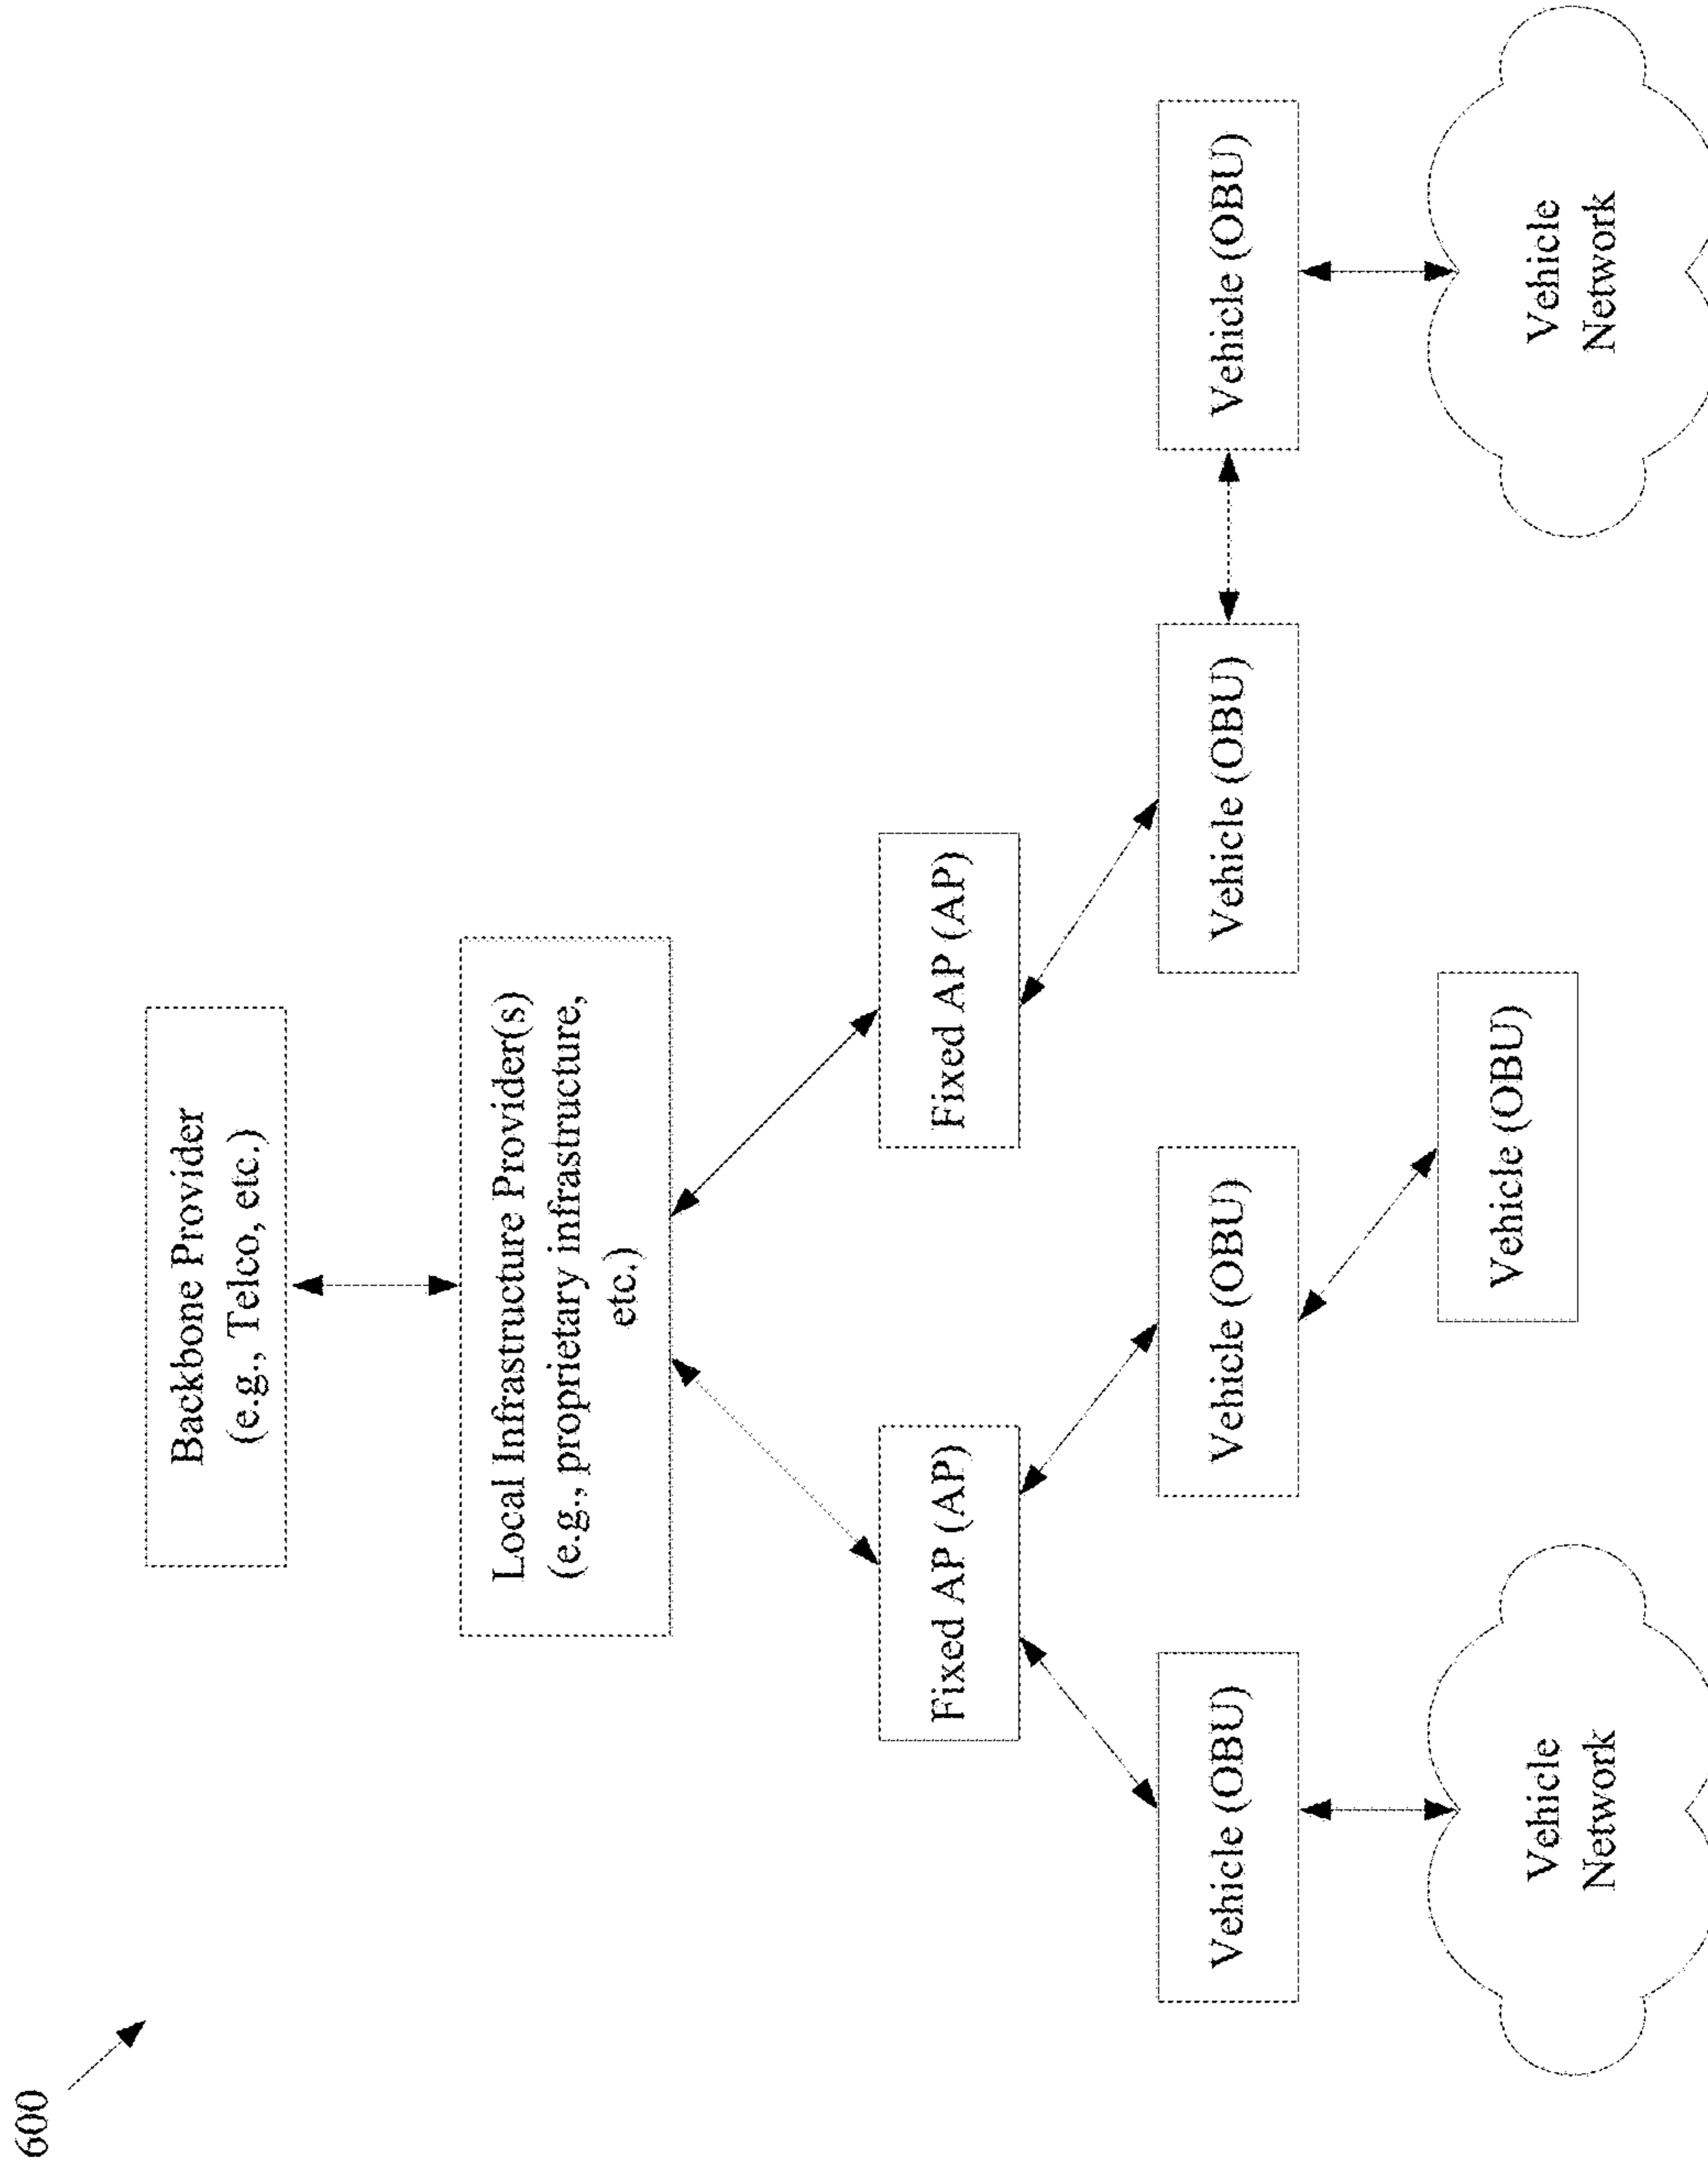 600
Backbone Provider
(e.g., Telco, etc.)
Local Infrastructure Provider(s)
(e.g., proprietary infrastructure,
etc.)
Fixed AP (AP)
Fixed AP (AP)
Vehicle (OBU)
Vehicle (OBU)
Vehicle (OBU)
Vehicle (OBU)
Vehicle
Network
Vehicle (OBU)
Vehicle
Network